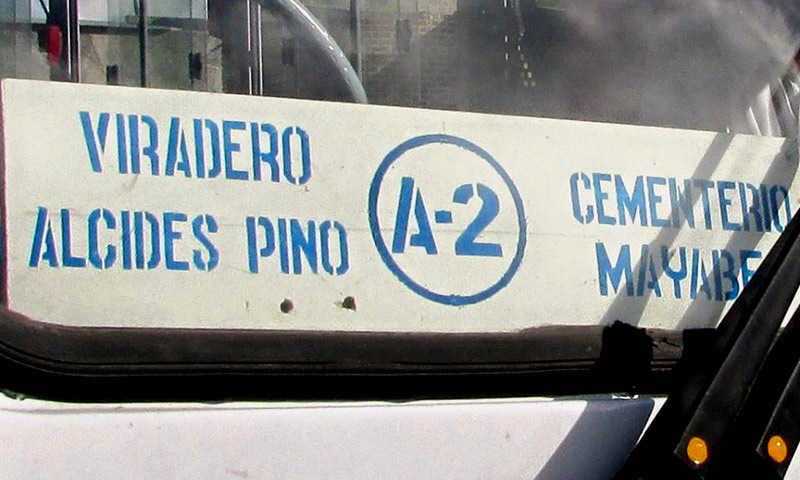 VIRADERO
ALCIDES PINO
A-2
CEMENTERIO
MAYABE